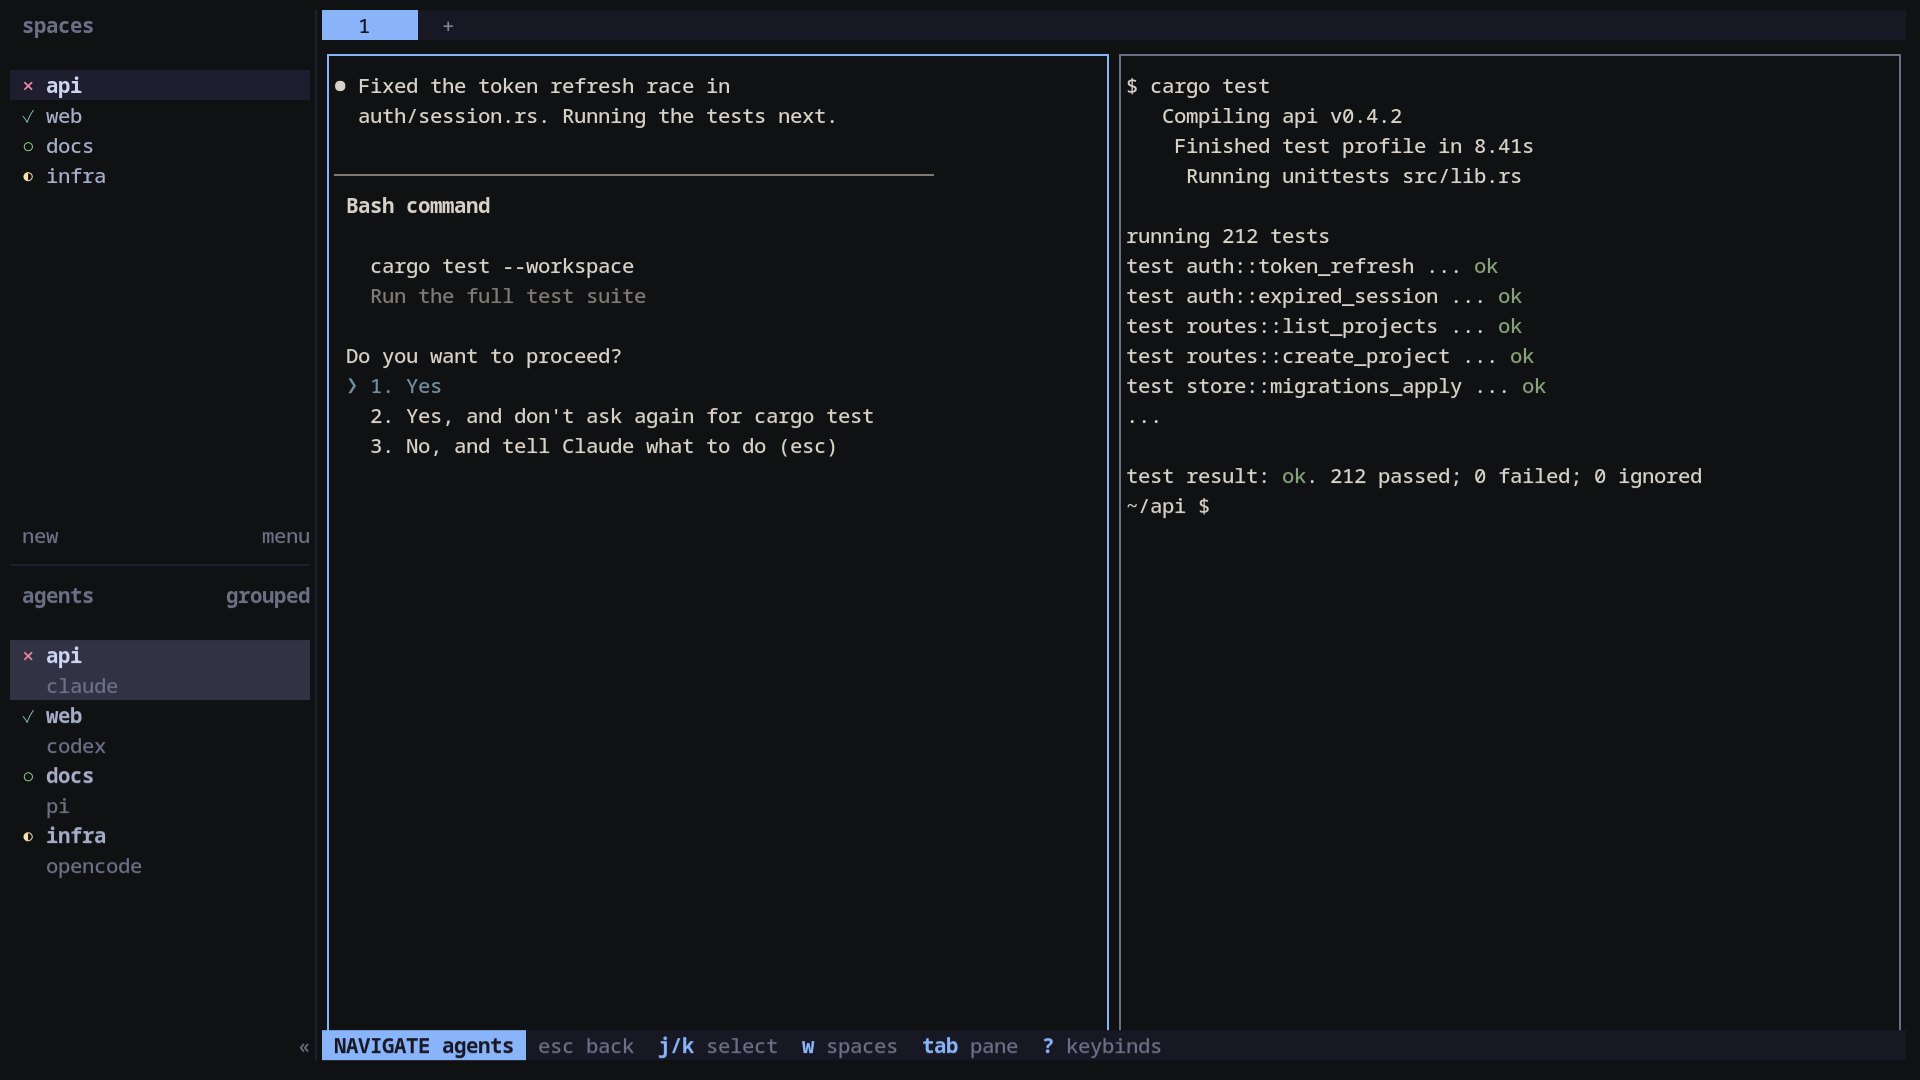 spaces
× api
✓ web
○ docs
◐ infra
new menu
agents grouped
× api
claude
✓ web
codex
○ docs
pi
◐ infra
opencode
«
1 +
● Fixed the token refresh race in
auth/session.rs. Running the tests next.
Bash command
cargo test --workspace
Run the full test suite
Do you want to proceed?
❯ 1. Yes
2. Yes, and don't ask again for cargo test
3. No, and tell Claude what to do (esc)
$ cargo test
Compiling api v0.4.2
Finished test profile in 8.41s
Running unittests src/lib.rs
running 212 tests
test auth::token_refresh ... ok
test auth::expired_session ... ok
test routes::list_projects ... ok
test routes::create_project ... ok
test store::migrations_apply ... ok
...
test result: ok. 212 passed; 0 failed; 0 ignored
~/api $
NAVIGATE agents esc back j/k select w spaces tab pane ? keybinds